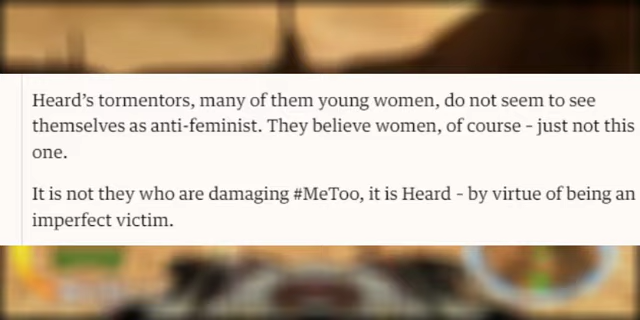 Heard’s tormentors, many of them young women, do not seem to see
themselves as anti-feminist. They believe women, of course – just not this
one.
It is not they who are damaging #MeToo, it is Heard – by virtue of being an
imperfect victim.